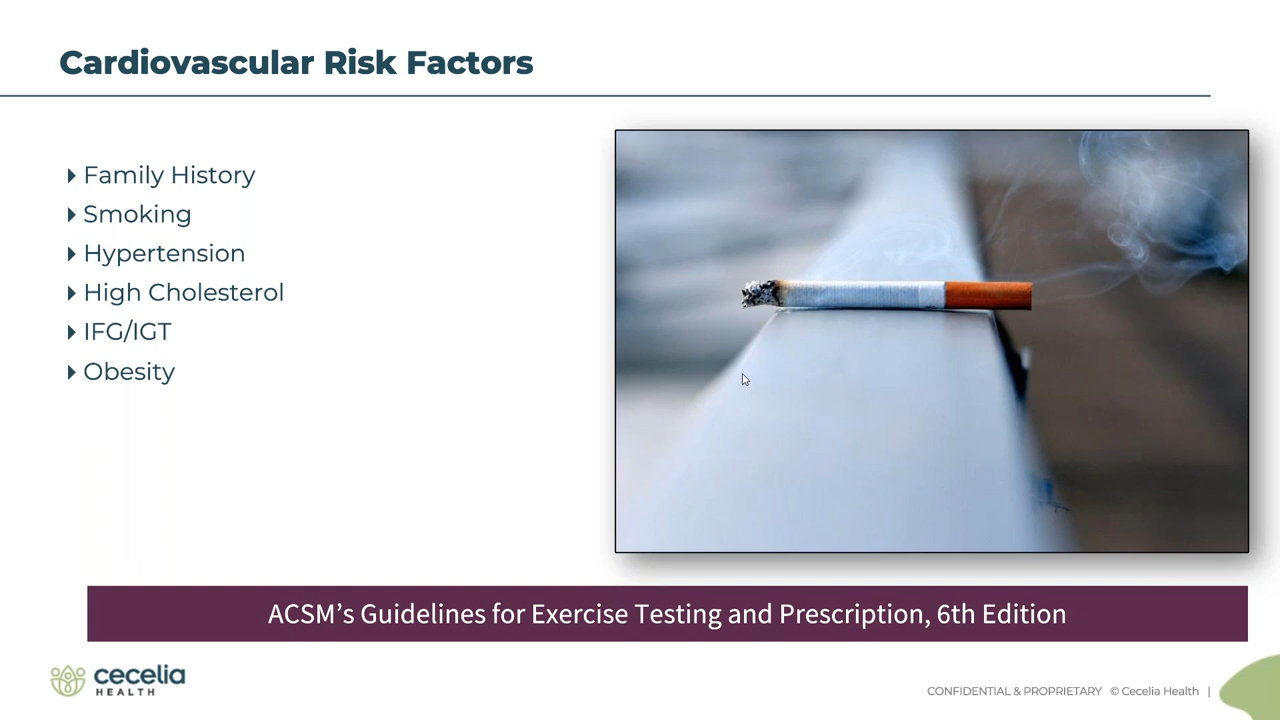 Cardiovascular Risk Factors
Family History
Smoking
Hypertension
High Cholesterol
IFG/IGT
Obesity
ACSM’s Guidelines for Exercise Testing and Prescription, 6th Edition
cecelia
HEALTH
CONFIDENTIAL & PROPRIETARY © Cecelia Health |